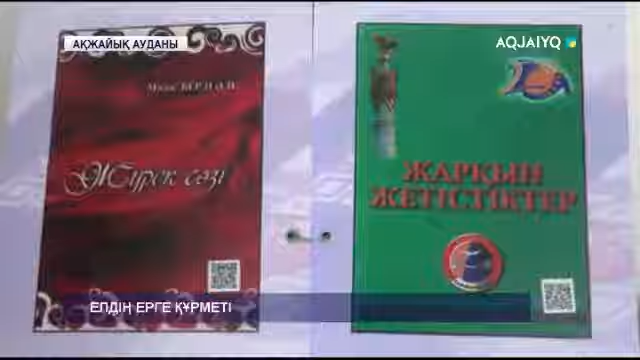 АҚЖАЙЫҚ АУДАНЫ
AQJAIYQ
Жүрек сөзі
ЖАРҚЫН
ЖЕТІСТІКТЕР
ЕЛДІҢ ЕРГЕ ҚҰРМЕТІ